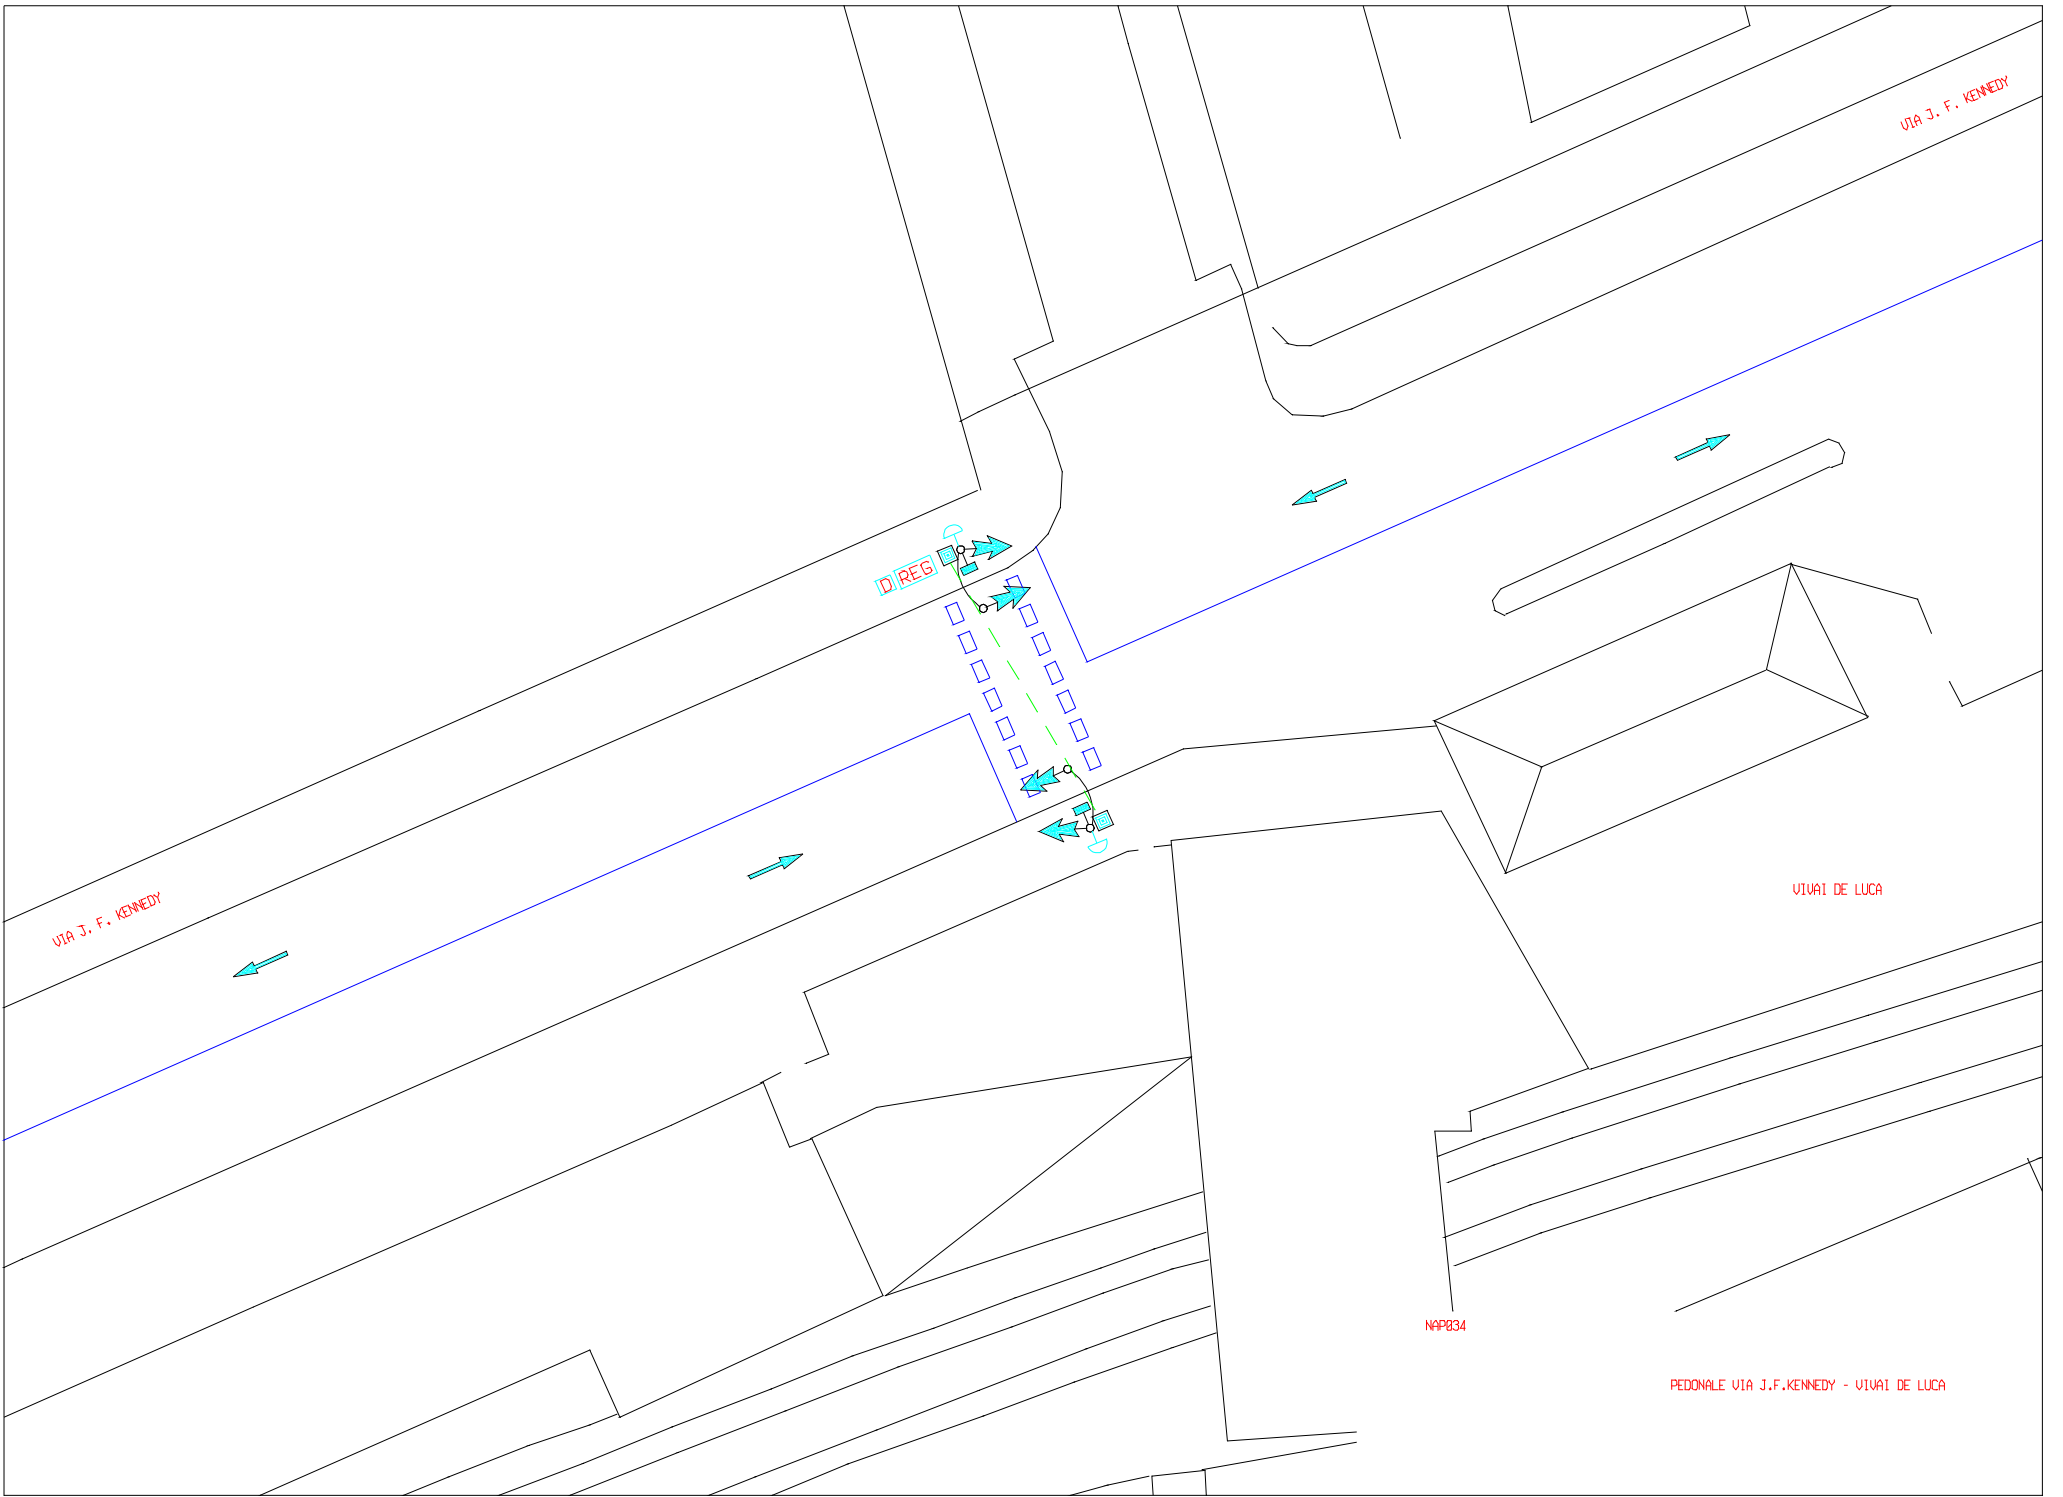 VIA J. F. KENNEDY
D REG
VIA J. F. KENNEDY
VIVAI DE LUCA
NAP034
PEDONALE VIA J.F.KENNEDY - VIVAI DE LUCA